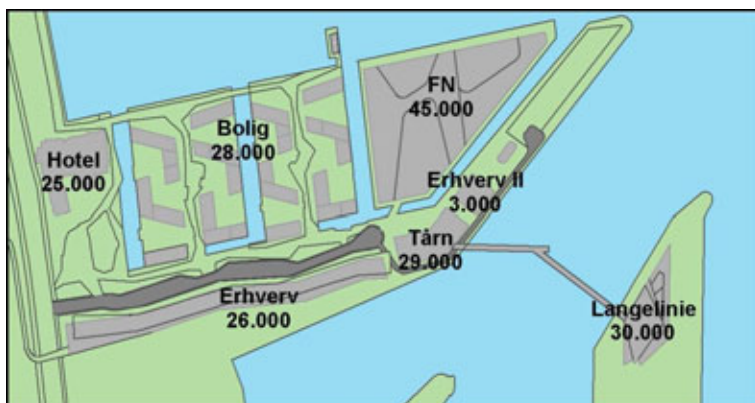 FN
45.000
Bolig
28.000
Hotel
25.000
Erhverv II
3.000
Tårn
29.000
Erhverv
26.000
Langelinie
30.000